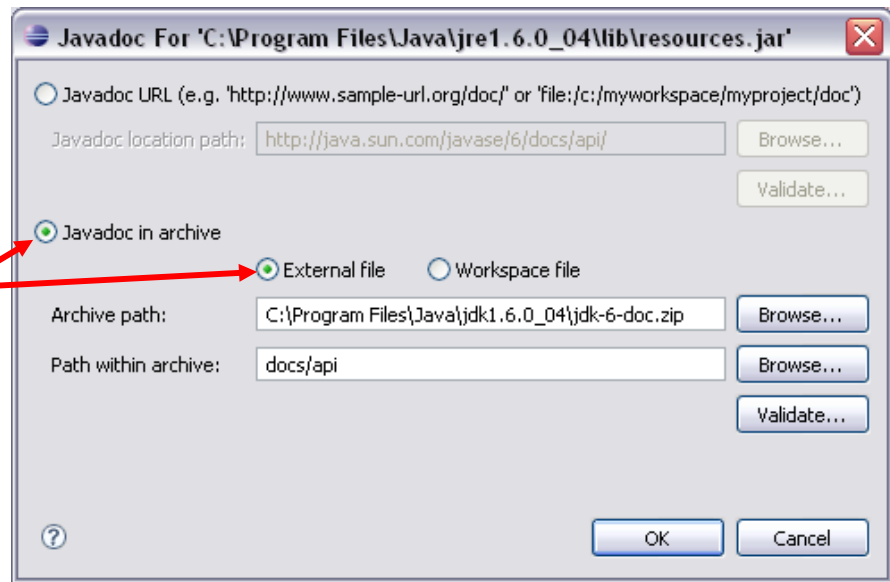 Javadoc For 'C:\Program Files\Java\jre1.6.0_04\lib\resources.jar'
Javadoc URL (e.g. 'http://www.sample-url.org/doc/' or 'file:/c:/myworkspace/myproject/doc')
Javadoc location path: http://java.sun.com/javase/6/docs/api/ Browse...
Validate...
Javadoc in archive
External file Workspace file
Archive path: C:\Program Files\Java\jdk1.6.0_04\jdk-6-doc.zip Browse...
Path within archive: docs/api Browse...
Validate...
? OK Cancel